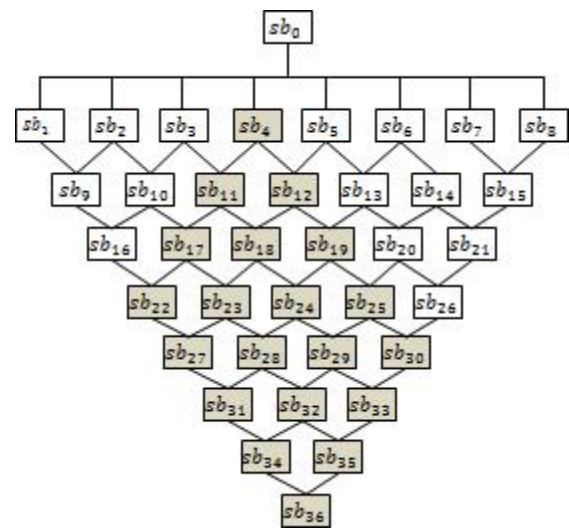 sb₀
sb₁ sb₂ sb₃ sb₄ sb₅ sb₆ sb₇ sb₈
sb₉ sb₁₀ sb₁₁ sb₁₂ sb₁₃ sb₁₄ sb₁₅
sb₁₆ sb₁₇ sb₁₈ sb₁₉ sb₂₀ sb₂₁
sb₂₂ sb₂₃ sb₂₄ sb₂₅ sb₂₆
sb₂₇ sb₂₈ sb₂₉ sb₃₀
sb₃₁ sb₃₂ sb₃₃
sb₃₄ sb₃₅
sb₃₆